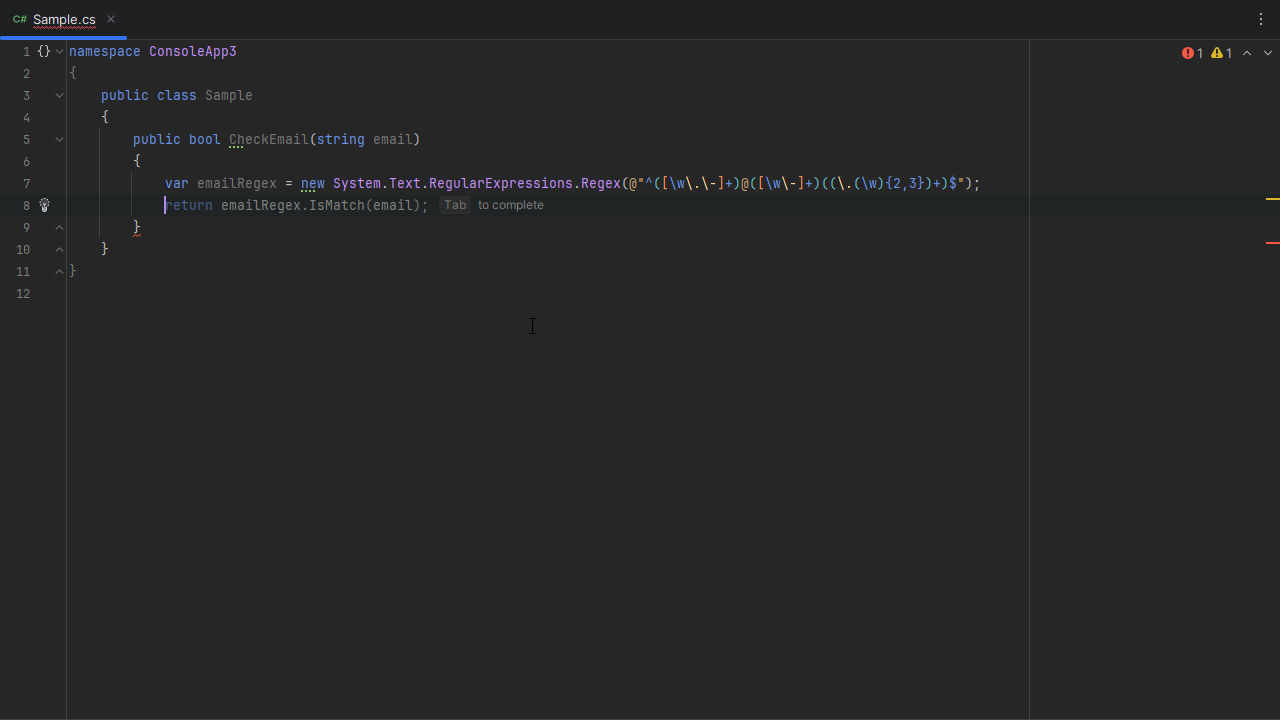 C# Sample.cs
1 {} namespace ConsoleApp3
1 1
2 {
3 public class Sample
4 {
5 public bool CheckEmail(string email)
6 {
7 var emailRegex = new System.Text.RegularExpressions.Regex(@"^([\w\.\-]+)@([\w\-]+)((\.(\w){2,3})+)$");
8 return emailRegex.IsMatch(email); Tab to complete
9 }
10 }
11 }
12